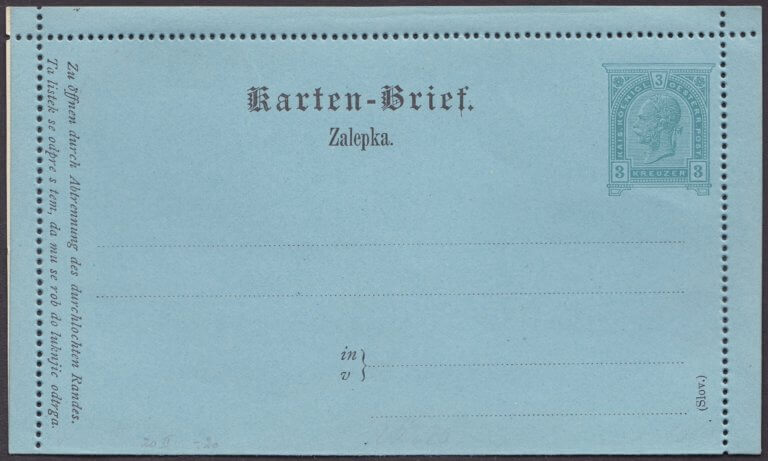 Karten-Brief.
Zalepka.
3
KAIS. KOENIGL. OESTERR. POST
3 KREUZER 3
in
v
(Slov.)
Zu öffnen durch Abtrennung des durchlochten Randes.
Ta listek se odpre s tem, da mu se rob do luknjic odtrga.